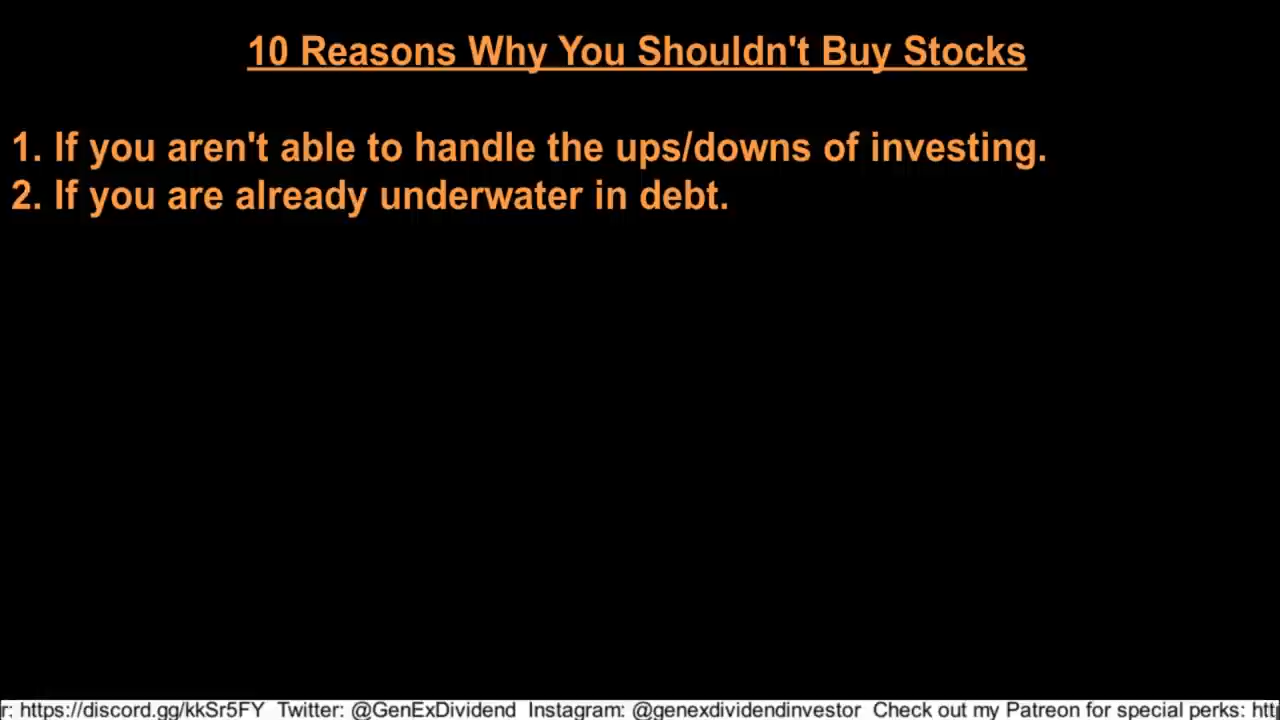 10 Reasons Why You Shouldn't Buy Stocks
1. If you aren't able to handle the ups/downs of investing.
2. If you are already underwater in debt.
r: https://discord.gg/kkSr5FY Twitter: @GenExDividend Instagram: @genexdividendinvestor Check out my Patreon for special perks: htt